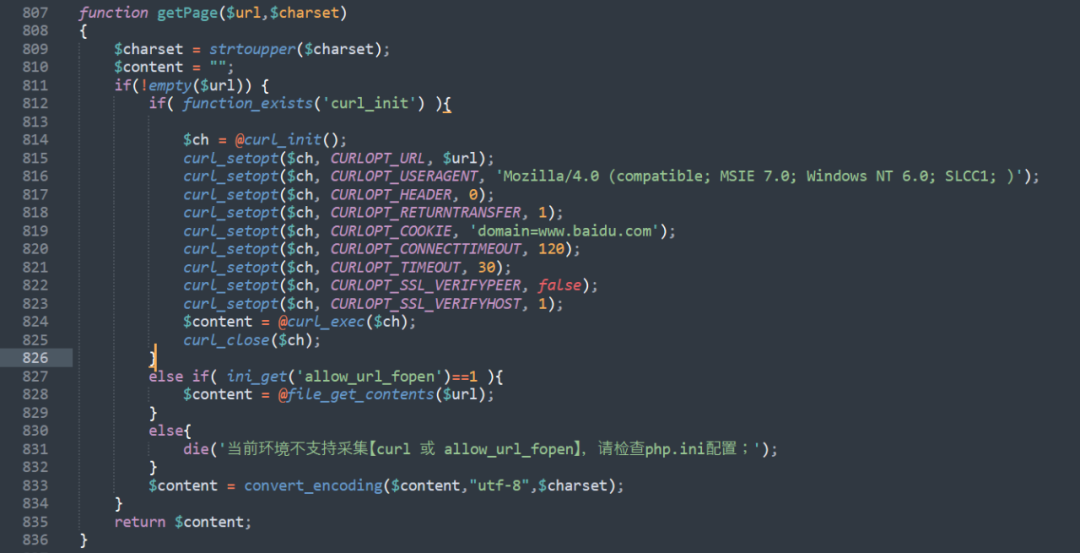 807 function getPage($url,$charset)
808 {
809 $charset = strtoupper($charset);
810 $content = "";
811 if(!empty($url)) {
812 if( function_exists('curl_init') ){
813
814 $ch = @curl_init();
815 curl_setopt($ch, CURLOPT_URL, $url);
816 curl_setopt($ch, CURLOPT_USERAGENT, 'Mozilla/4.0 (compatible; MSIE 7.0; Windows NT 6.0; SLCC1; )');
817 curl_setopt($ch, CURLOPT_HEADER, 0);
818 curl_setopt($ch, CURLOPT_RETURNTRANSFER, 1);
819 curl_setopt($ch, CURLOPT_COOKIE, 'domain=www.baidu.com');
820 curl_setopt($ch, CURLOPT_CONNECTTIMEOUT, 120);
821 curl_setopt($ch, CURLOPT_TIMEOUT, 30);
822 curl_setopt($ch, CURLOPT_SSL_VERIFYPEER, false);
823 curl_setopt($ch, CURLOPT_SSL_VERIFYHOST, 1);
824 $content = @curl_exec($ch);
825 curl_close($ch);
826 }
827 else if( ini_get('allow_url_fopen')==1 ){
828 $content = @file_get_contents($url);
829 }
830 else{
831 die('当前环境不支持采集【curl 或 allow_url_fopen】，请检查php.ini配置；');
832 }
833 $content = convert_encoding($content,"utf-8",$charset);
834 }
835 return $content;
836 }